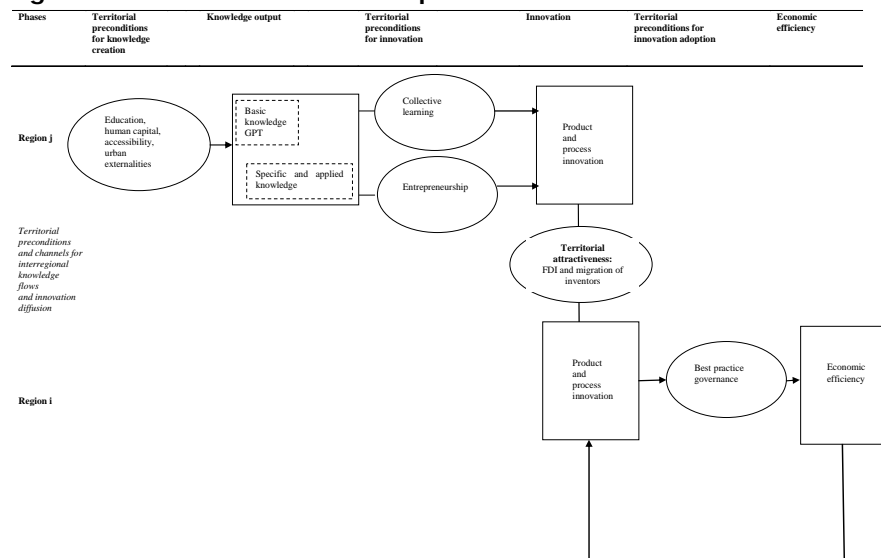 Phases
Territorial
preconditions
for knowledge
creation
Knowledge output
Territorial
preconditions
for innovation
Innovation
Territorial
preconditions for
innovation adoption
Economic
efficiency
Region j
Education,
human capital,
accessibility,
urban
externalities
Basic
knowledge
GPT
Specific and applied
knowledge
Collective
learning
Entrepreneurship
Product
and
process
innovation
Territorial
preconditions
and channels for
interregional
knowledge
flows
and innovation
diffusion
Territorial
attractiveness:
FDI and migration of
inventors
Region i
Product
and
process
innovation
Best practice
governance
Economic
efficiency